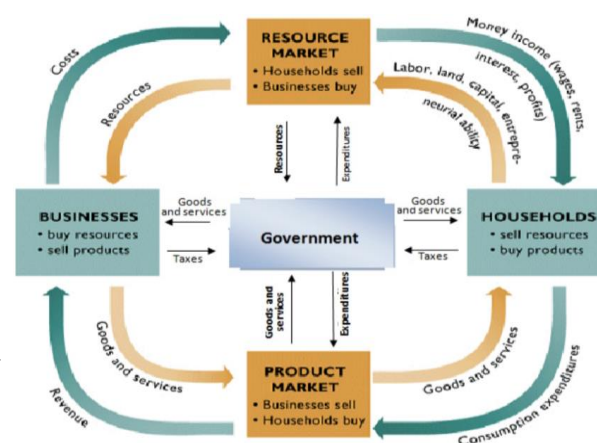 RESOURCE
MARKET
• Households sell
• Businesses buy
Costs
Resources
Money income (wages, rents,
interest, profits)
Labor, land, capital, entrepre-
neurial ability
Resources
Expenditures
BUSINESSES
• buy resources
• sell products
Goods
and services
Taxes
Government
Goods
and services
Taxes
HOUSEHOLDS
• sell resources
• buy products
Goods and
services
Expenditures
Goods and services
Revenue
PRODUCT
MARKET
• Businesses sell
• Households buy
Goods and services
Consumption expenditures